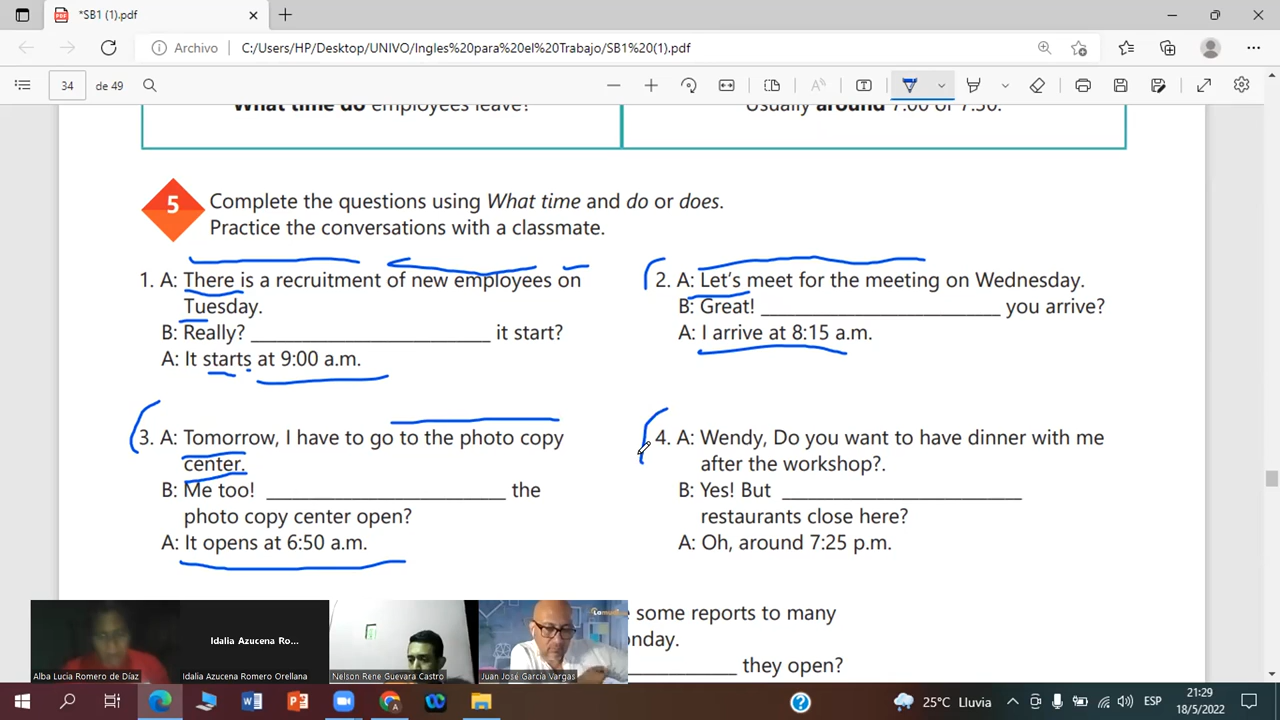 *SB1 (1).pdf
Archivo
C:/Users/HP/Desktop/UNIVO/Ingles%20para%20el%20Trabajo/SB1%20(1).pdf
34 de 49
What time do employees leave?
Usually around 7:00 or 7:30.
5
Complete the questions using What time and do or does.
Practice the conversations with a classmate.
1. A: There is a recruitment of new employees on
Tuesday.
B: Really? ______________________ it start?
A: It starts at 9:00 a.m.
2. A: Let's meet for the meeting on Wednesday.
B: Great! ______________________ you arrive?
A: I arrive at 8:15 a.m.
3. A: Tomorrow, I have to go to the photo copy
center.
B: Me too! ______________________ the
photo copy center open?
A: It opens at 6:50 a.m.
4. A: Wendy, Do you want to have dinner with me
after the workshop?.
B: Yes! But ______________________
restaurants close here?
A: Oh, around 7:25 p.m.
some reports to many
onday.
__________ they open?
Alba Lucia Romero de Díaz
Idalia Azucena Ro...
Idalia Azucena Romero Orellana
Nelson Rene Guevara Castro
Juan José García Vargas
25°C Lluvia
ESP
21:29
18/5/2022